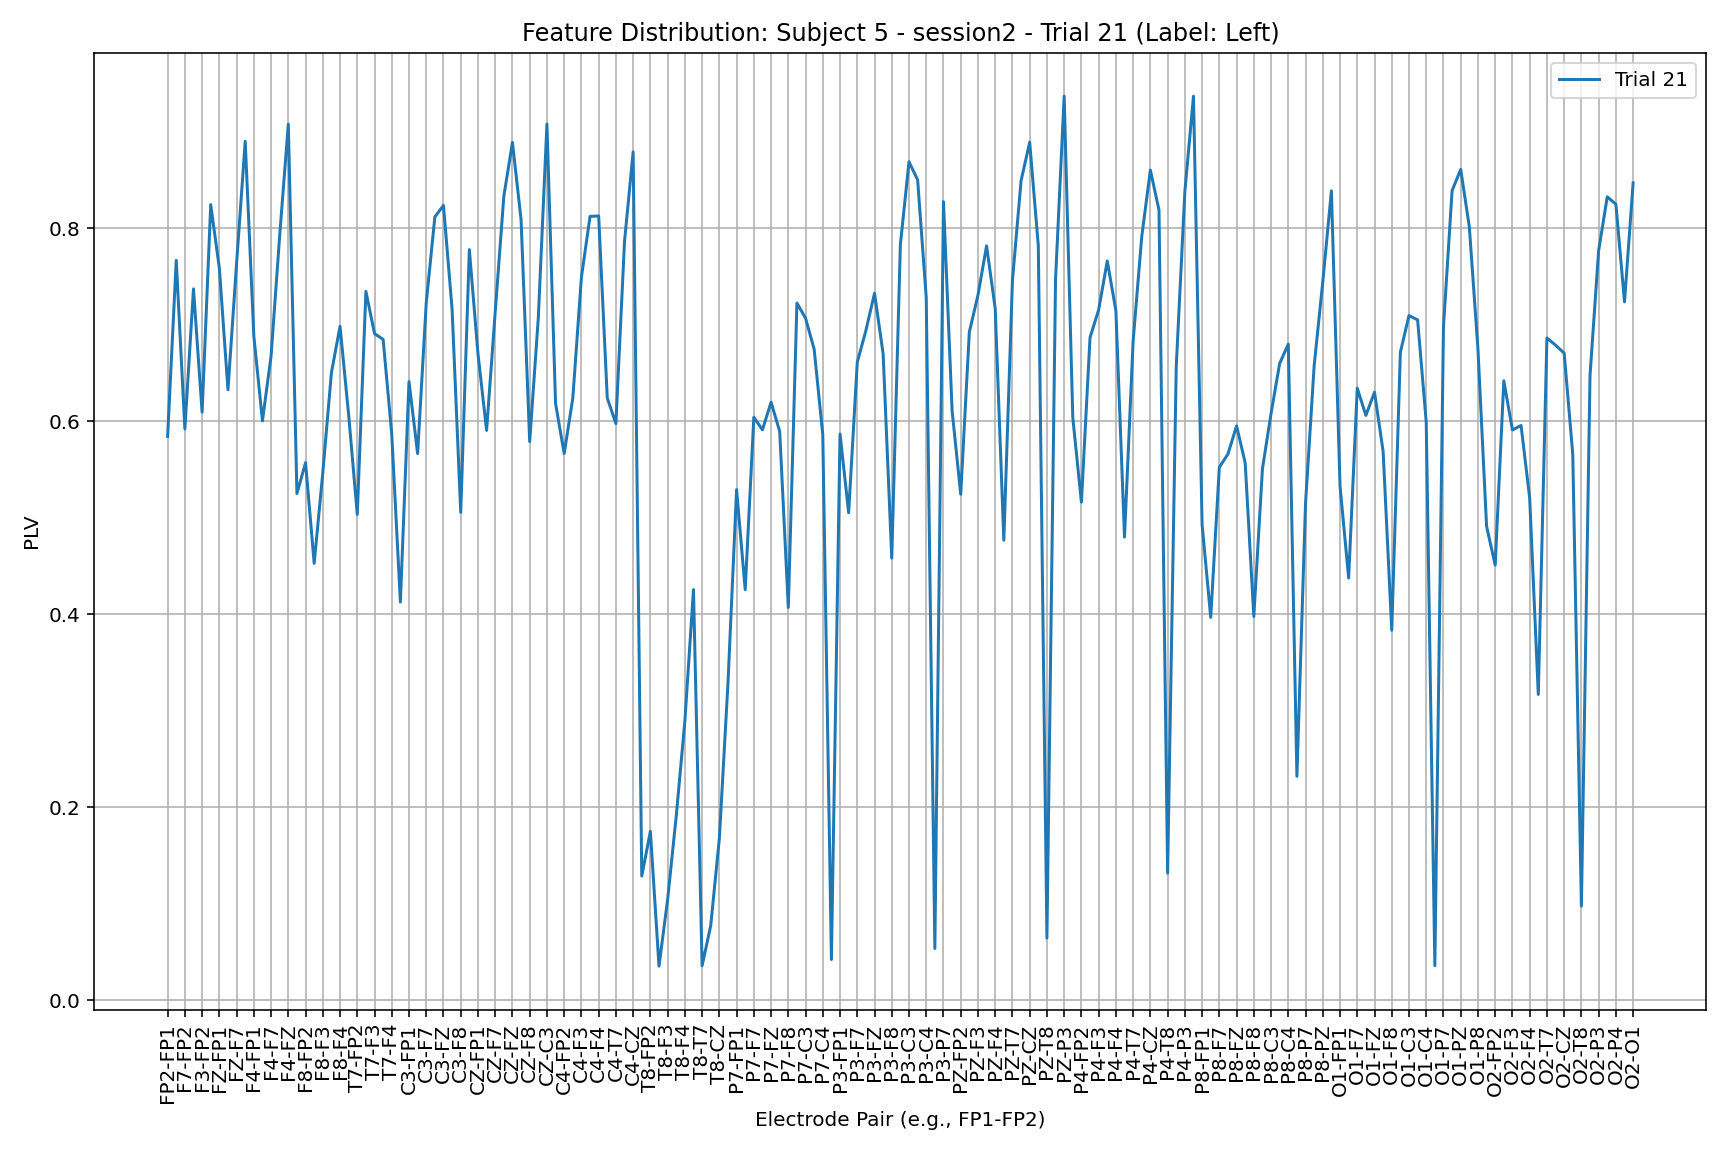 Feature Distribution: Subject 5 - session2 - Trial 21 (Label: Left)
Trial 21
PLV
0.8
0.6
0.4
0.2
0.0
FP2-FP1
F7-FP2
F3-FP2
FZ-FP1
FZ-F7
F4-FP1
F4-F7
F4-FZ
F8-FP2
F8-F3
F8-F4
T7-FP2
T7-F3
T7-F4
C3-FP1
C3-F7
C3-FZ
C3-F8
CZ-FP1
CZ-F7
CZ-FZ
CZ-F8
CZ-C3
C4-FP2
C4-F3
C4-F4
C4-T7
C4-CZ
T8-FP2
T8-F3
T8-F4
T8-T7
T8-CZ
P7-FP1
P7-F7
P7-FZ
P7-F8
P7-C3
P7-C4
P3-FP1
P3-F7
P3-FZ
P3-F8
P3-C3
P3-C4
P3-P7
PZ-FP2
PZ-F3
PZ-F4
PZ-T7
PZ-CZ
PZ-T8
PZ-P3
P4-FP2
P4-F3
P4-F4
P4-T7
P4-CZ
P4-T8
P4-P3
P8-FP1
P8-F7
P8-FZ
P8-F8
P8-C3
P8-C4
P8-P7
P8-PZ
O1-FP1
O1-F7
O1-FZ
O1-F8
O1-C3
O1-C4
O1-P7
O1-PZ
O1-P8
O2-FP2
O2-F3
O2-F4
O2-T7
O2-CZ
O2-T8
O2-P3
O2-P4
O2-O1
Electrode Pair (e.g., FP1-FP2)